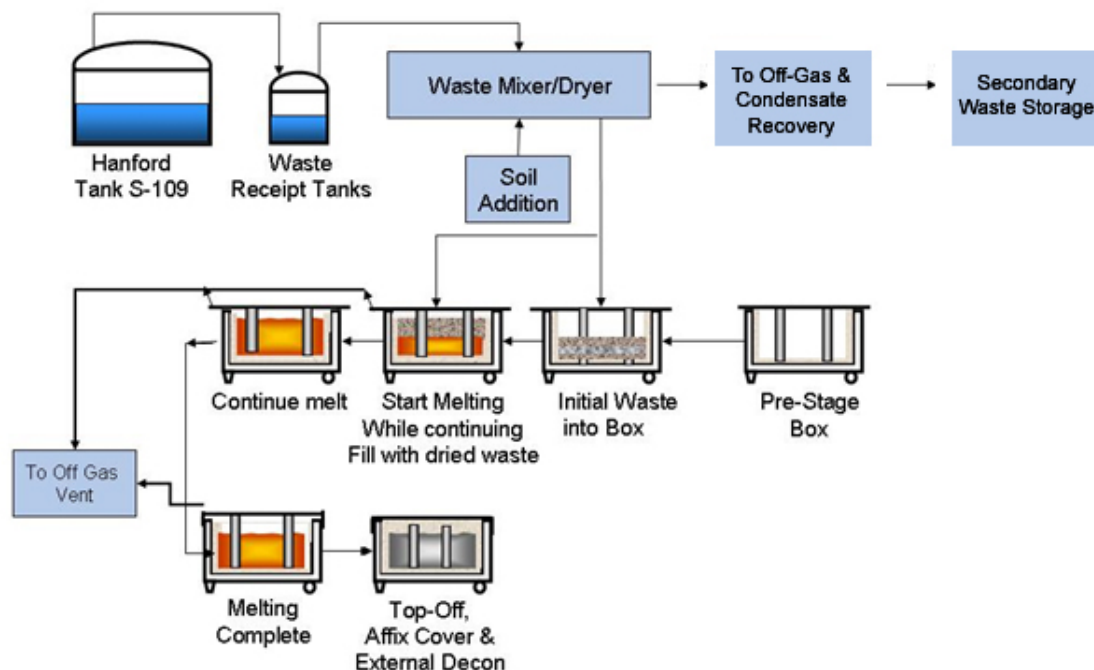 Waste Mixer/Dryer
To Off-Gas &
Condensate
Recovery
Secondary
Waste Storage
Hanford
Tank S-109
Waste
Receipt Tanks
Soil
Addition
Continue melt
Start Melting
While continuing
Fill with dried waste
Initial Waste
into Box
Pre-Stage
Box
To Off Gas
Vent
Melting
Complete
Top-Off,
Affix Cover &
External Decon